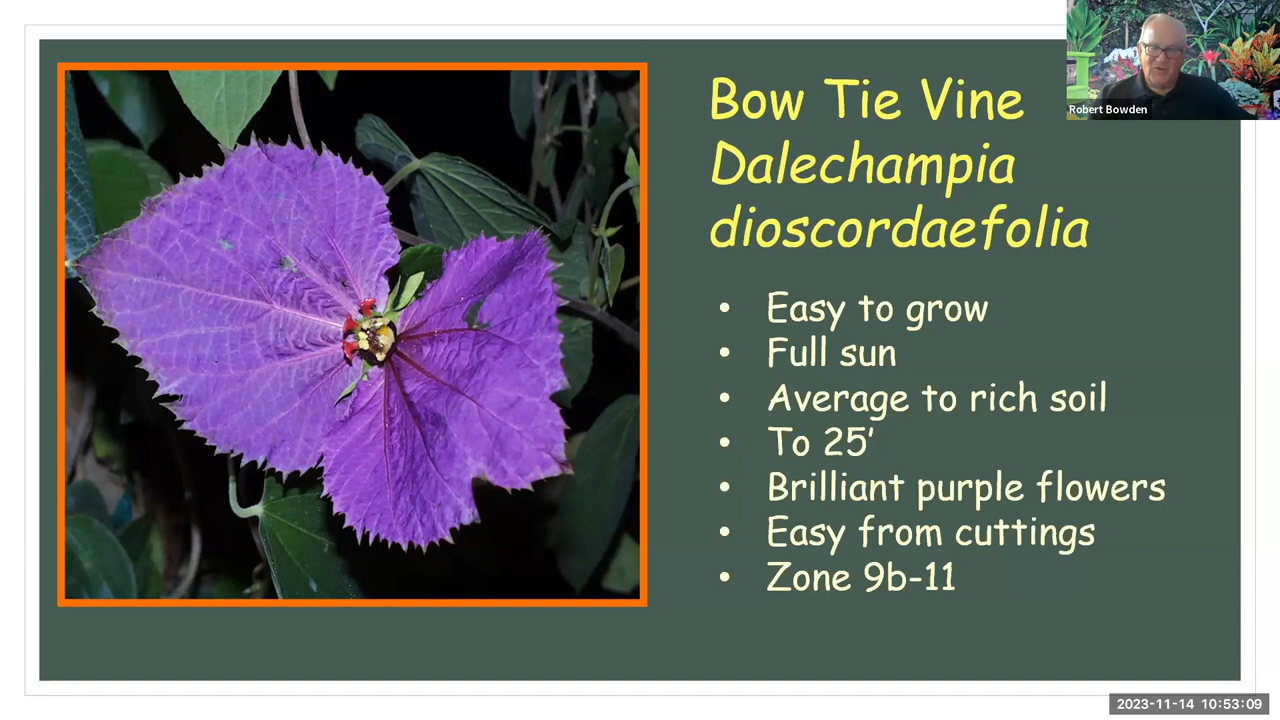 Bow Tie Vine
Dalechampia
dioscordaefolia
• Easy to grow
• Full sun
• Average to rich soil
• To 25’
• Brilliant purple flowers
• Easy from cuttings
• Zone 9b-11
Robert Bowden
2023-11-14 10:53:09